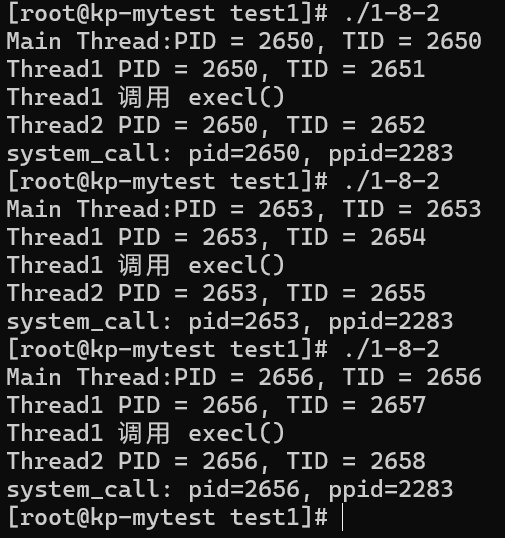 [root@kp-mytest test1]# ./1-8-2
Main Thread:PID = 2650, TID = 2650
Thread1 PID = 2650, TID = 2651
Thread1 调用 execl()
Thread2 PID = 2650, TID = 2652
system_call: pid=2650, ppid=2283
[root@kp-mytest test1]# ./1-8-2
Main Thread:PID = 2653, TID = 2653
Thread1 PID = 2653, TID = 2654
Thread1 调用 execl()
Thread2 PID = 2653, TID = 2655
system_call: pid=2653, ppid=2283
[root@kp-mytest test1]# ./1-8-2
Main Thread:PID = 2656, TID = 2656
Thread1 PID = 2656, TID = 2657
Thread1 调用 execl()
Thread2 PID = 2656, TID = 2658
system_call: pid=2656, ppid=2283
[root@kp-mytest test1]#